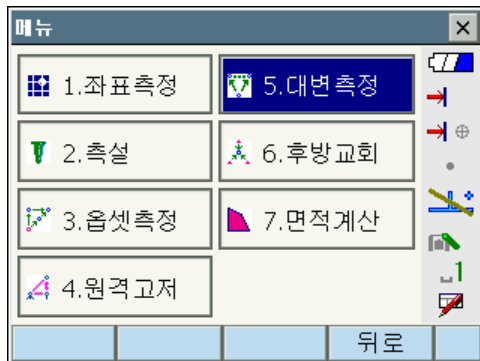 메뉴
1.좌표측정
5.대변측정
2.측설
6.후방교회
3.옵셋측정
7.면적계산
4.원격고저
1
뒤로